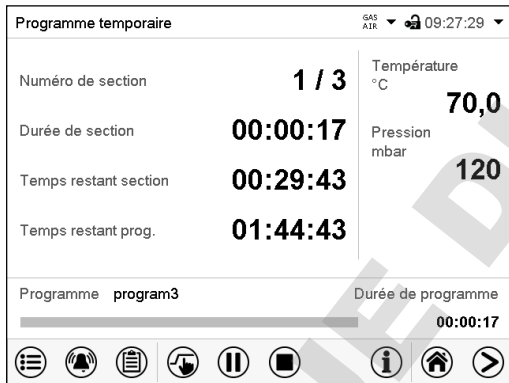 Programme temporaire
GAS AIR 09:27:29
Numéro de section 1 / 3
Durée de section 00:00:17
Temps restant section 00:29:43
Temps restant prog. 01:44:43
Température
°C
70,0
Pression
mbar
120
Programme program3
Durée de programme
00:00:17